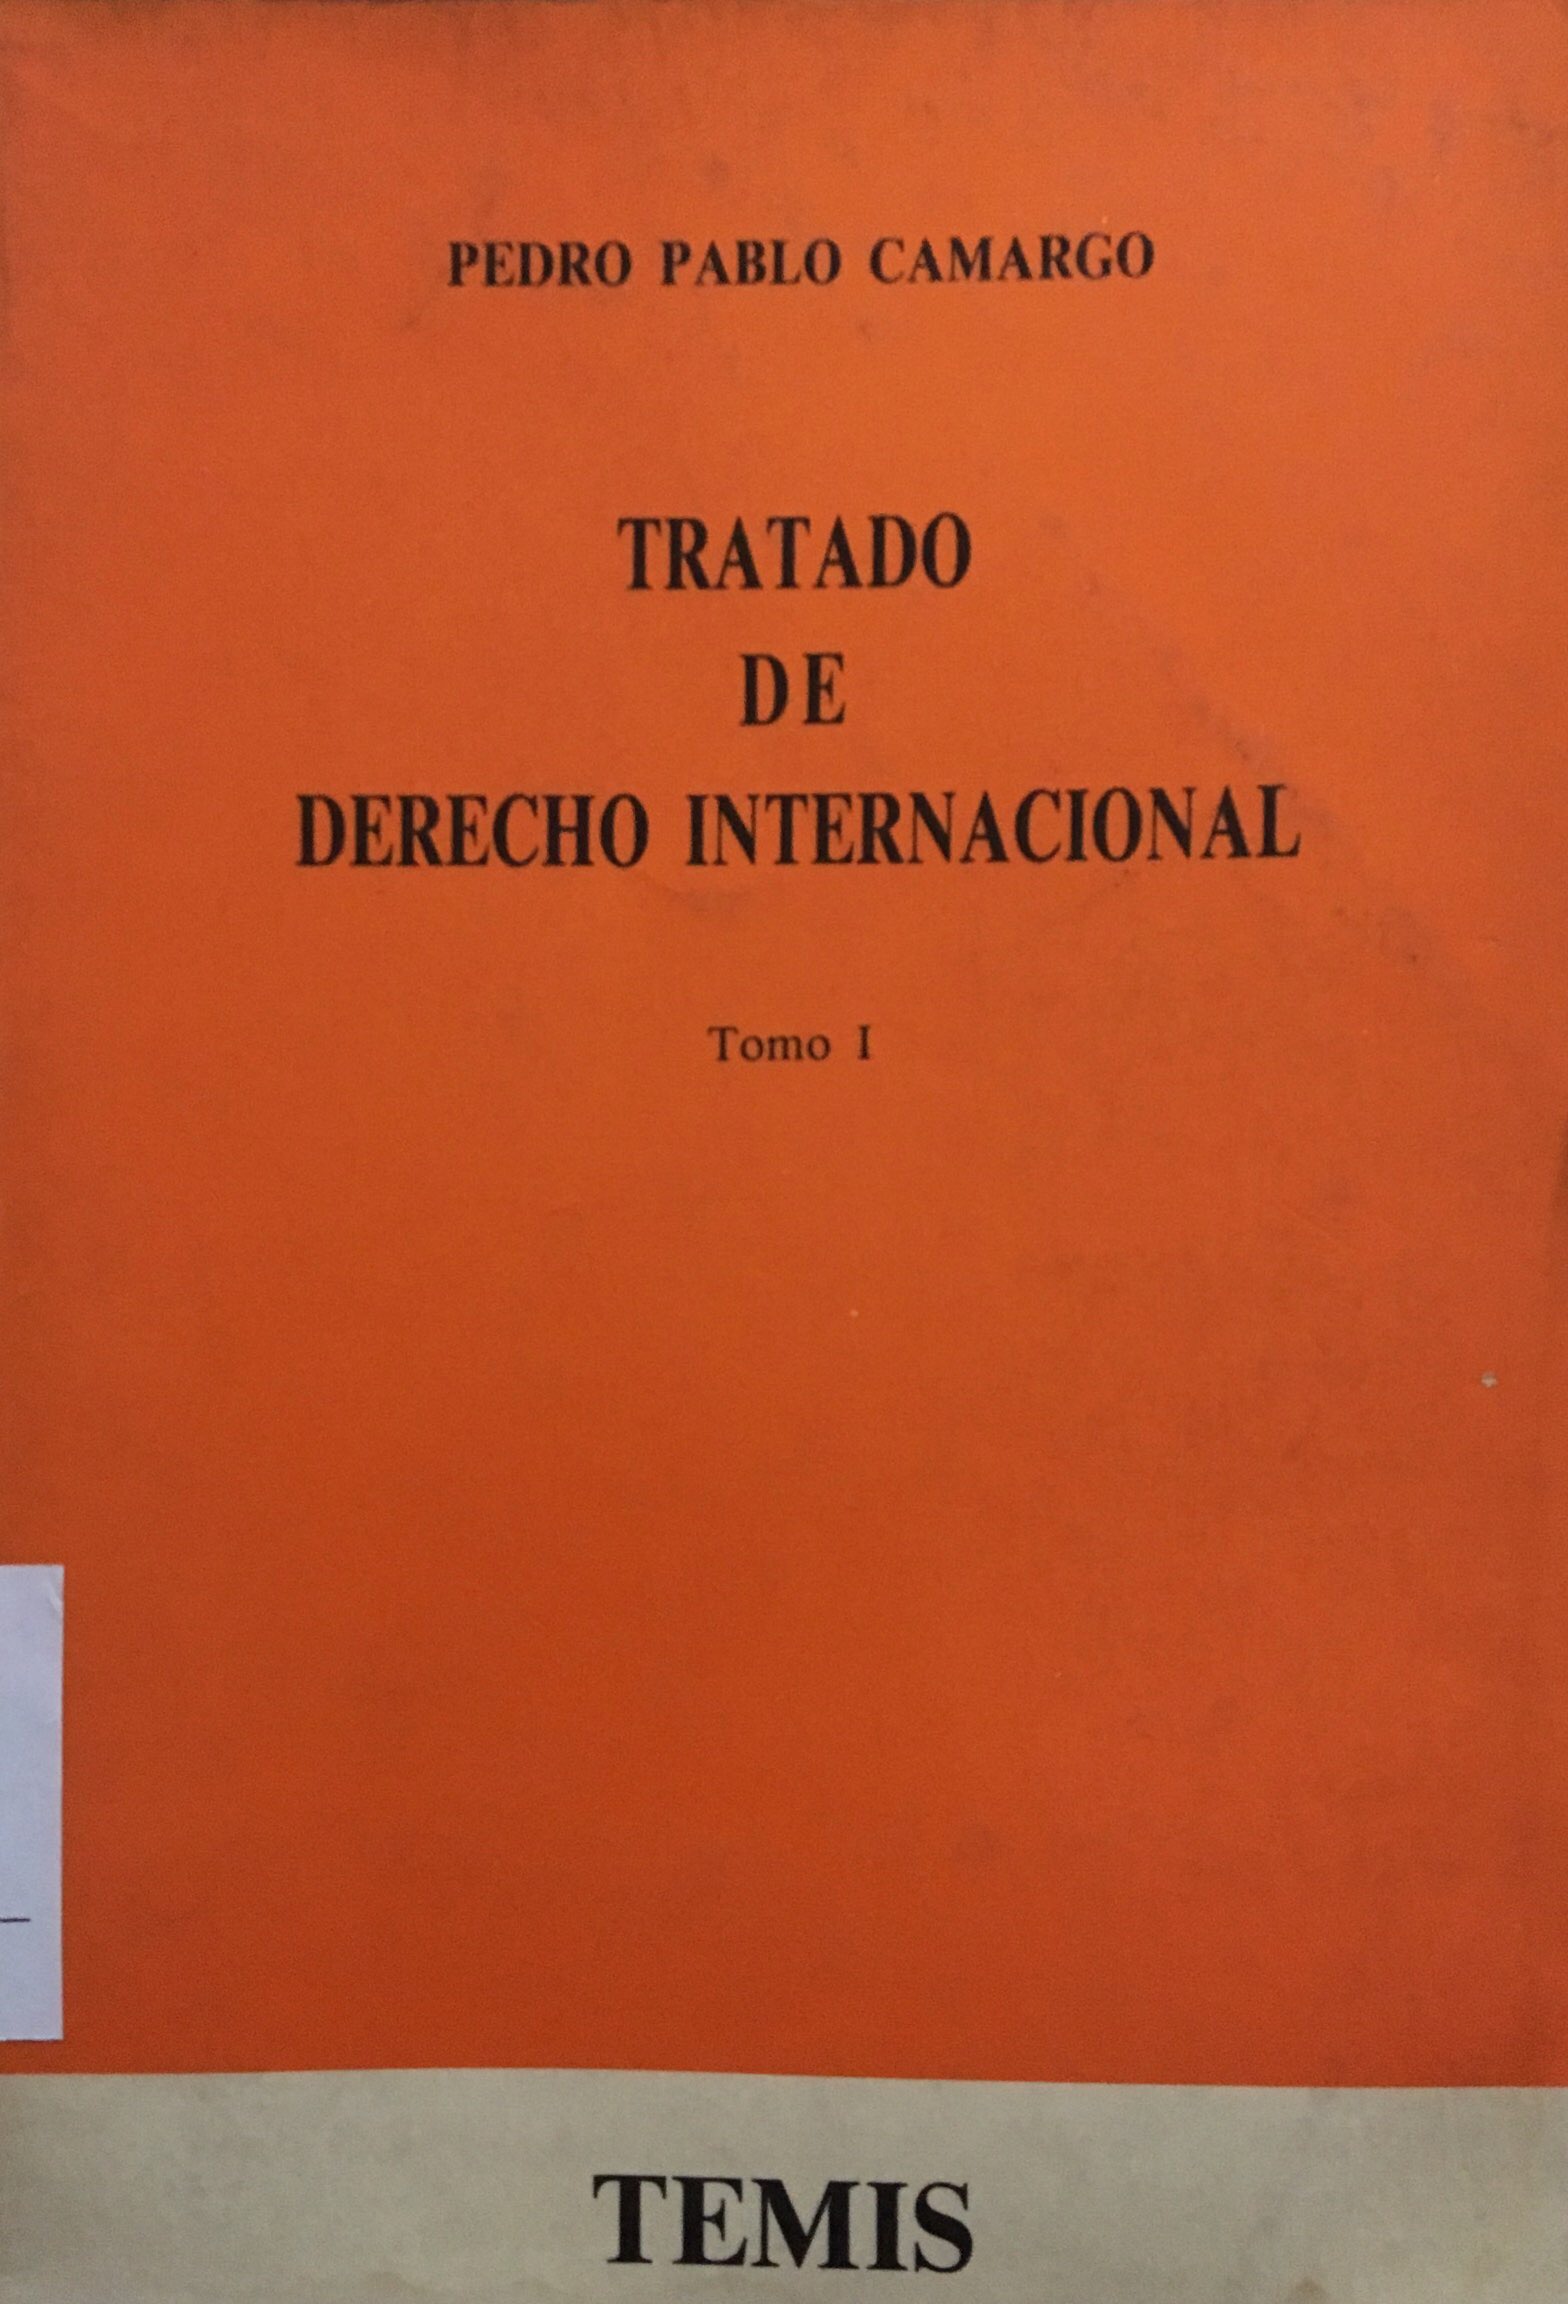 PEDRO PABLO CAMARGO
TRATADO
DE
DERECHO INTERNACIONAL
Tomo I
TEMIS